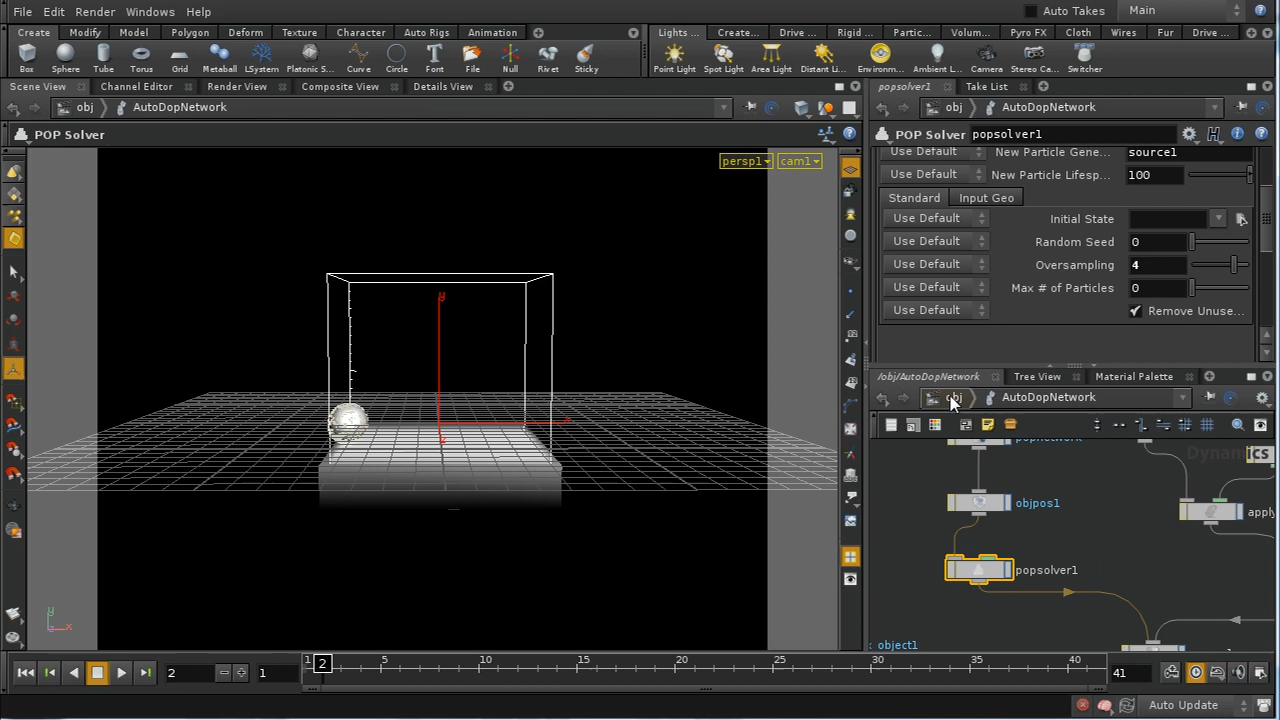 File Edit Render Windows Help Auto Takes Main
Create Modify Model Polygon Deform Texture Character Auto Rigs Animation
Lights ... Create... Drive ... Rigid ... Partic... Volum... Pyro FX Cloth Wires Fur Drive ...
Box Sphere Tube Torus Grid Metaball LSystem Platonic S... Curve Circle Font File Null Rivet Sticky
Point Light Spot Light Area Light Distant Li... Environm... Ambient L... Camera Stereo Ca... Switcher
Scene View Channel Editor Render View Composite View Details View
popsolver1 Take List
obj AutoDopNetwork
obj AutoDopNetwork
POP Solver
POP Solver popsolver1
persp1 cam1
Use Default New Particle Gene... source1
Use Default New Particle Lifesp... 100
Standard Input Geo
Use Default Initial State
Use Default Random Seed 0
Use Default Oversampling 4
Use Default Max # of Particles 0
Use Default Remove Unuse...
/obj/AutoDopNetwork Tree View Material Palette
obj AutoDopNetwork
popnetwork
Dynamics
objpos1
apply
popsolver1
: object1
y
x
z
y
x
2 1
1 2 5 10 15 20 25 30 35 40
41
Auto Update